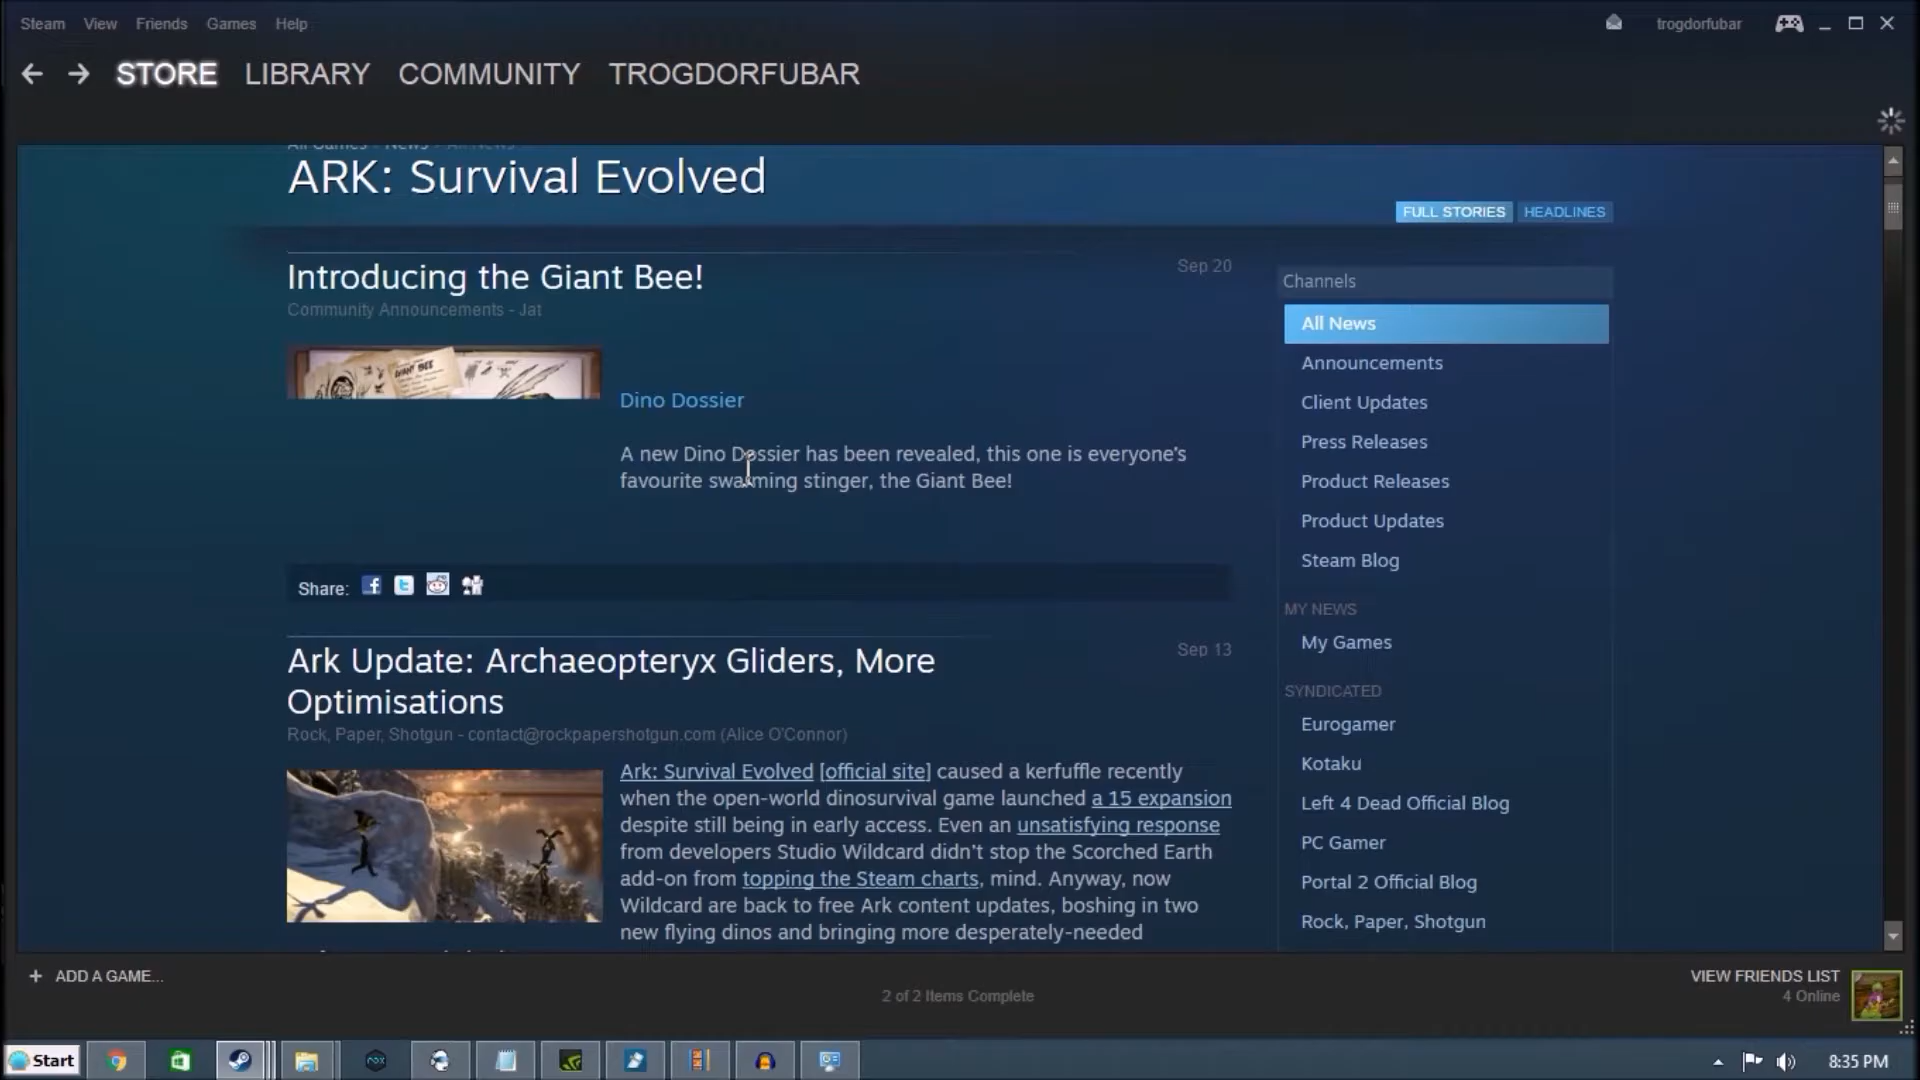 Steam View Friends Games Help
trogdorfubar
STORE LIBRARY COMMUNITY TROGDORFUBAR
All Games > News > All News
ARK: Survival Evolved
FULL STORIES HEADLINES
Introducing the Giant Bee!
Sep 20
Community Announcements - Jat
GIANT BEE
Dino Dossier
A new Dino Dossier has been revealed, this one is everyone's
favourite swarming stinger, the Giant Bee!
Share:
Ark Update: Archaeopteryx Gliders, More
Optimisations
Sep 13
Rock, Paper, Shotgun - contact@rockpapershotgun.com (Alice O'Connor)
Ark: Survival Evolved [official site] caused a kerfuffle recently
when the open-world dinosurvival game launched a 15 expansion
despite still being in early access. Even an unsatisfying response
from developers Studio Wildcard didn't stop the Scorched Earth
add-on from topping the Steam charts, mind. Anyway, now
Wildcard are back to free Ark content updates, boshing in two
new flying dinos and bringing more desperately-needed
Channels
All News
Announcements
Client Updates
Press Releases
Product Releases
Product Updates
Steam Blog
MY NEWS
My Games
SYNDICATED
Eurogamer
Kotaku
Left 4 Dead Official Blog
PC Gamer
Portal 2 Official Blog
Rock, Paper, Shotgun
+ ADD A GAME...
2 of 2 Items Complete
VIEW FRIENDS LIST
4 Online
Start
nox
8:35 PM